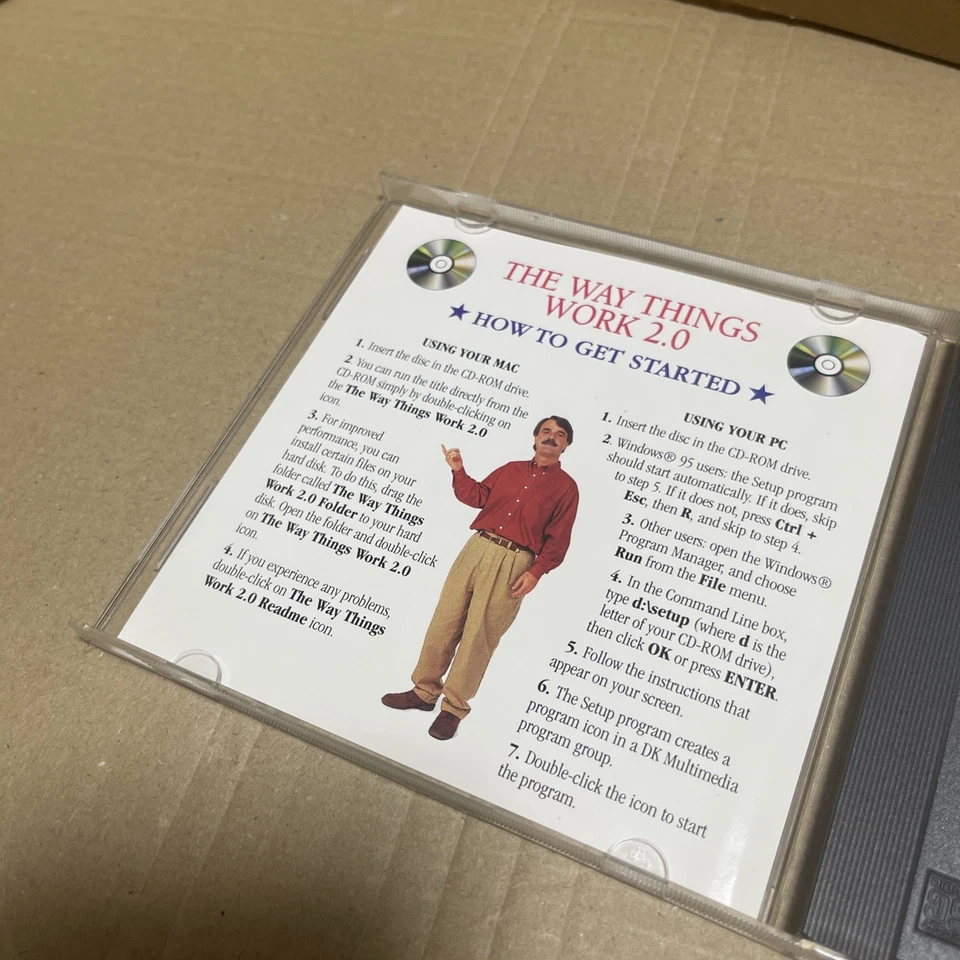 THE WAY THINGS
WORK 2.0
★ HOW TO GET STARTED ★
USING YOUR MAC
1. Insert the disc in the CD-ROM drive.
2. You can run the title directly from the
CD-ROM simply by double-clicking on
the The Way Things Work 2.0
icon.
3. For improved
performance, you can
install certain files on your
hard disk. To do this, drag the
folder called The Way Things
Work 2.0 Folder to your hard
disk. Open the folder and double-click
on The Way Things Work 2.0
icon.
4. If you experience any problems,
double-click on The Way Things
Work 2.0 Readme icon.
USING YOUR PC
1. Insert the disc in the CD-ROM drive.
2. Windows® 95 users: the Setup program
should start automatically. If it does, skip
to step 5. If it does not, press Ctrl +
Esc, then R, and skip to step 4.
3. Other users: open the Windows®
Program Manager, and choose
Run from the File menu.
4. In the Command Line box,
type d:\setup (where d is the
letter of your CD-ROM drive),
then click OK or press ENTER.
5. Follow the instructions that
appear on your screen.
6. The Setup program creates a
program icon in a DK Multimedia
program group.
7. Double-click the icon to start
the program.